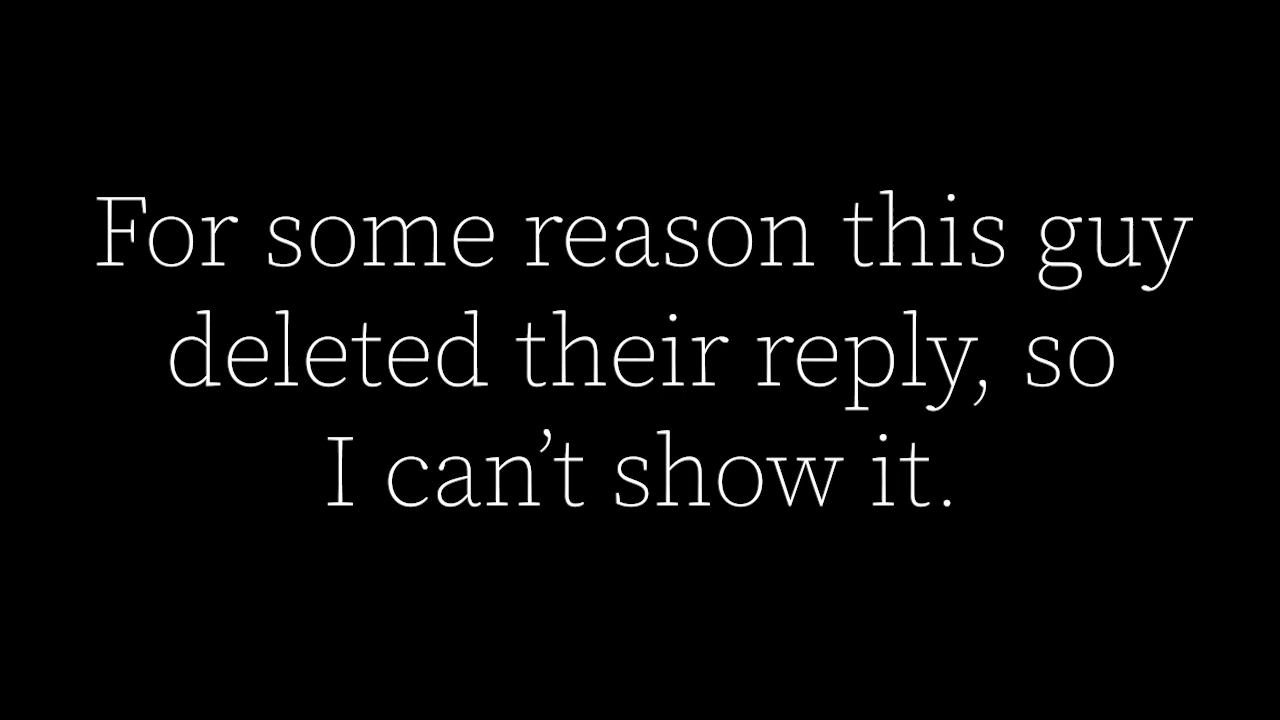 For some reason this guy
deleted their reply, so
I can’t show it.